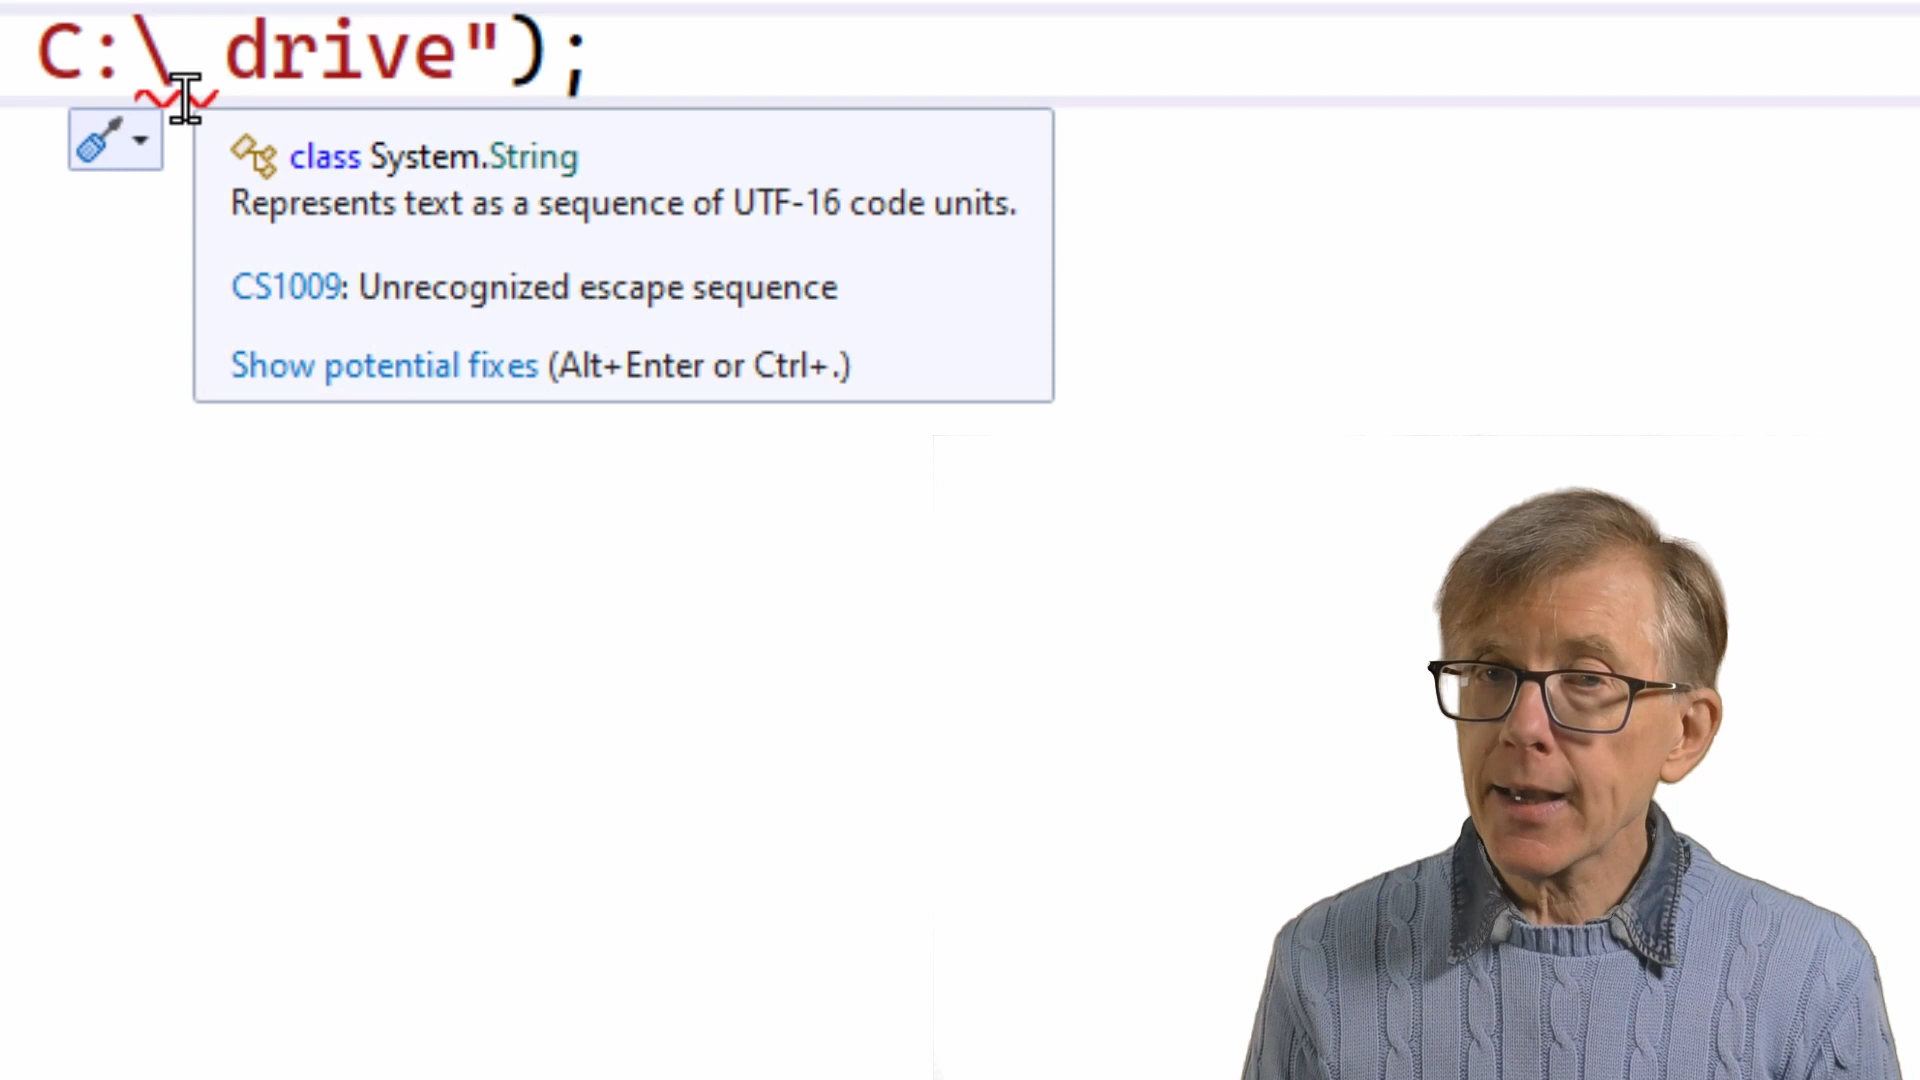 C:\ drive");
class System.String
Represents text as a sequence of UTF-16 code units.
CS1009: Unrecognized escape sequence
Show potential fixes (Alt+Enter or Ctrl+.)